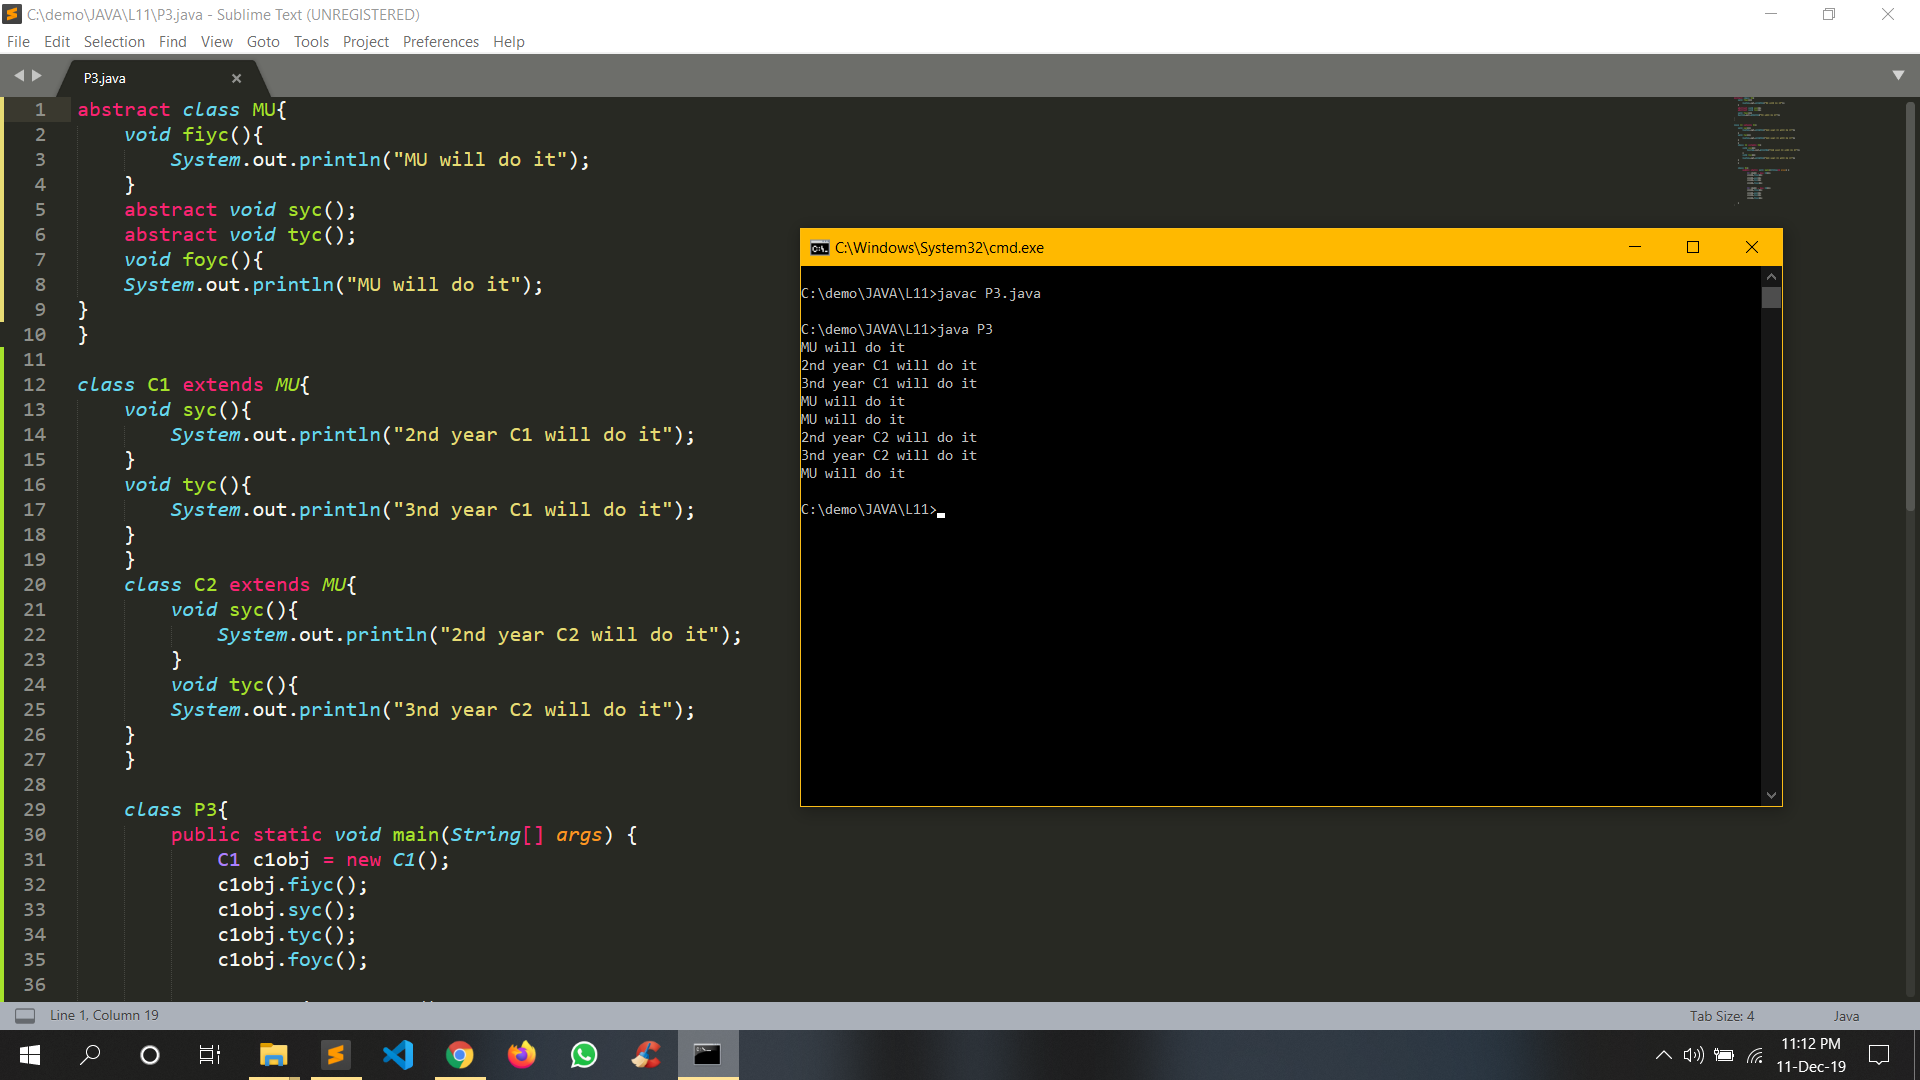 C:\demo\JAVA\L11\P3.java - Sublime Text (UNREGISTERED)
File Edit Selection Find View Goto Tools Project Preferences Help
P3.java
1 abstract class MU{
2 void fiyc(){
3 System.out.println("MU will do it");
4 }
5 abstract void syc();
6 abstract void tyc();
7 void foyc(){
8 System.out.println("MU will do it");
9 }
10 }
11
12 class C1 extends MU{
13 void syc(){
14 System.out.println("2nd year C1 will do it");
15 }
16 void tyc(){
17 System.out.println("3nd year C1 will do it");
18 }
19 }
20 class C2 extends MU{
21 void syc(){
22 System.out.println("2nd year C2 will do it");
23 }
24 void tyc(){
25 System.out.println("3nd year C2 will do it");
26 }
27 }
28
29 class P3{
30 public static void main(String[] args) {
31 C1 c1obj = new C1();
32 c1obj.fiyc();
33 c1obj.syc();
34 c1obj.tyc();
35 c1obj.foyc();
36
C:\Windows\System32\cmd.exe
C:\demo\JAVA\L11>javac P3.java
C:\demo\JAVA\L11>java P3
MU will do it
2nd year C1 will do it
3nd year C1 will do it
MU will do it
MU will do it
2nd year C2 will do it
3nd year C2 will do it
MU will do it
C:\demo\JAVA\L11>
Line 1, Column 19
Tab Size: 4
Java
11:12 PM
11-Dec-19